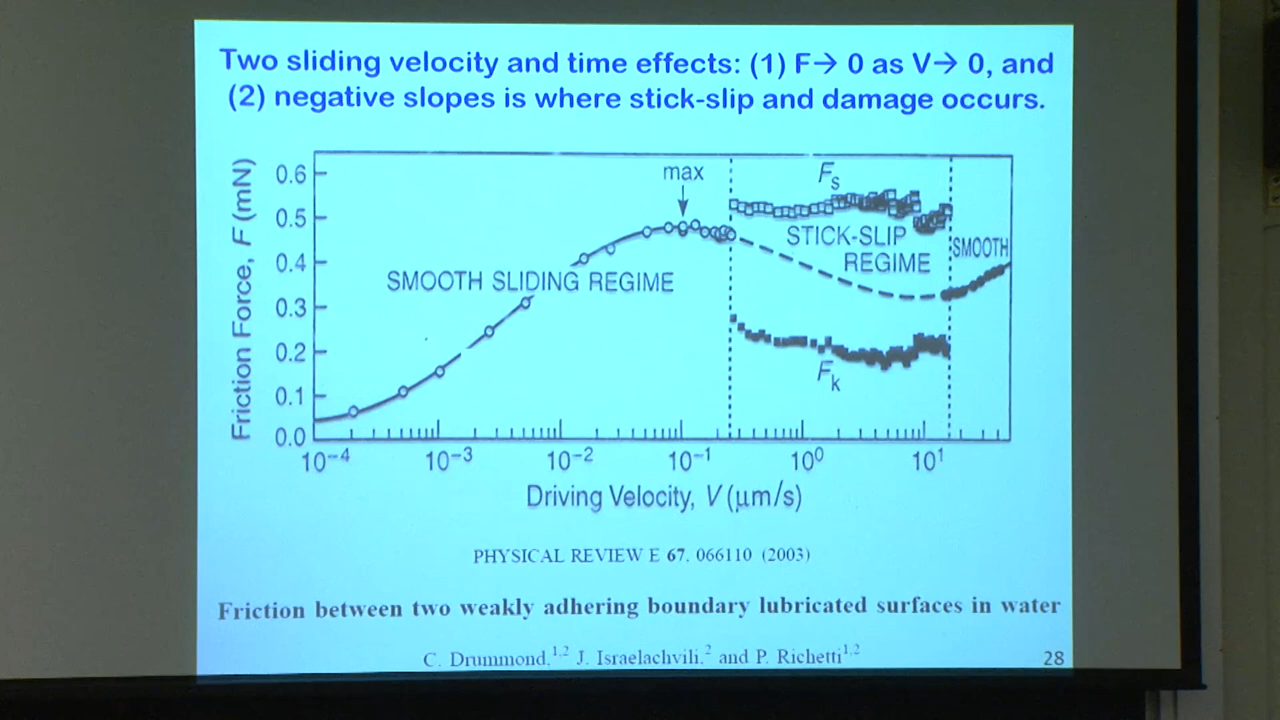 Two sliding velocity and time effects: (1) F→ 0 as V→ 0, and
(2) negative slopes is where stick-slip and damage occurs.
Friction Force, F (mN)
0.6
0.5
0.4
0.3
0.2
0.1
0.0
max
Fs
STICK-SLIP
REGIME
SMOOTH
SMOOTH SLIDING REGIME
Fk
10⁻⁴ 10⁻³ 10⁻² 10⁻¹ 10⁰ 10¹
Driving Velocity, V (μm/s)
PHYSICAL REVIEW E 67, 066110 (2003)
Friction between two weakly adhering boundary lubricated surfaces in water
C. Drummond,1,2 J. Israelachvili,2 and P. Richetti1,2
28